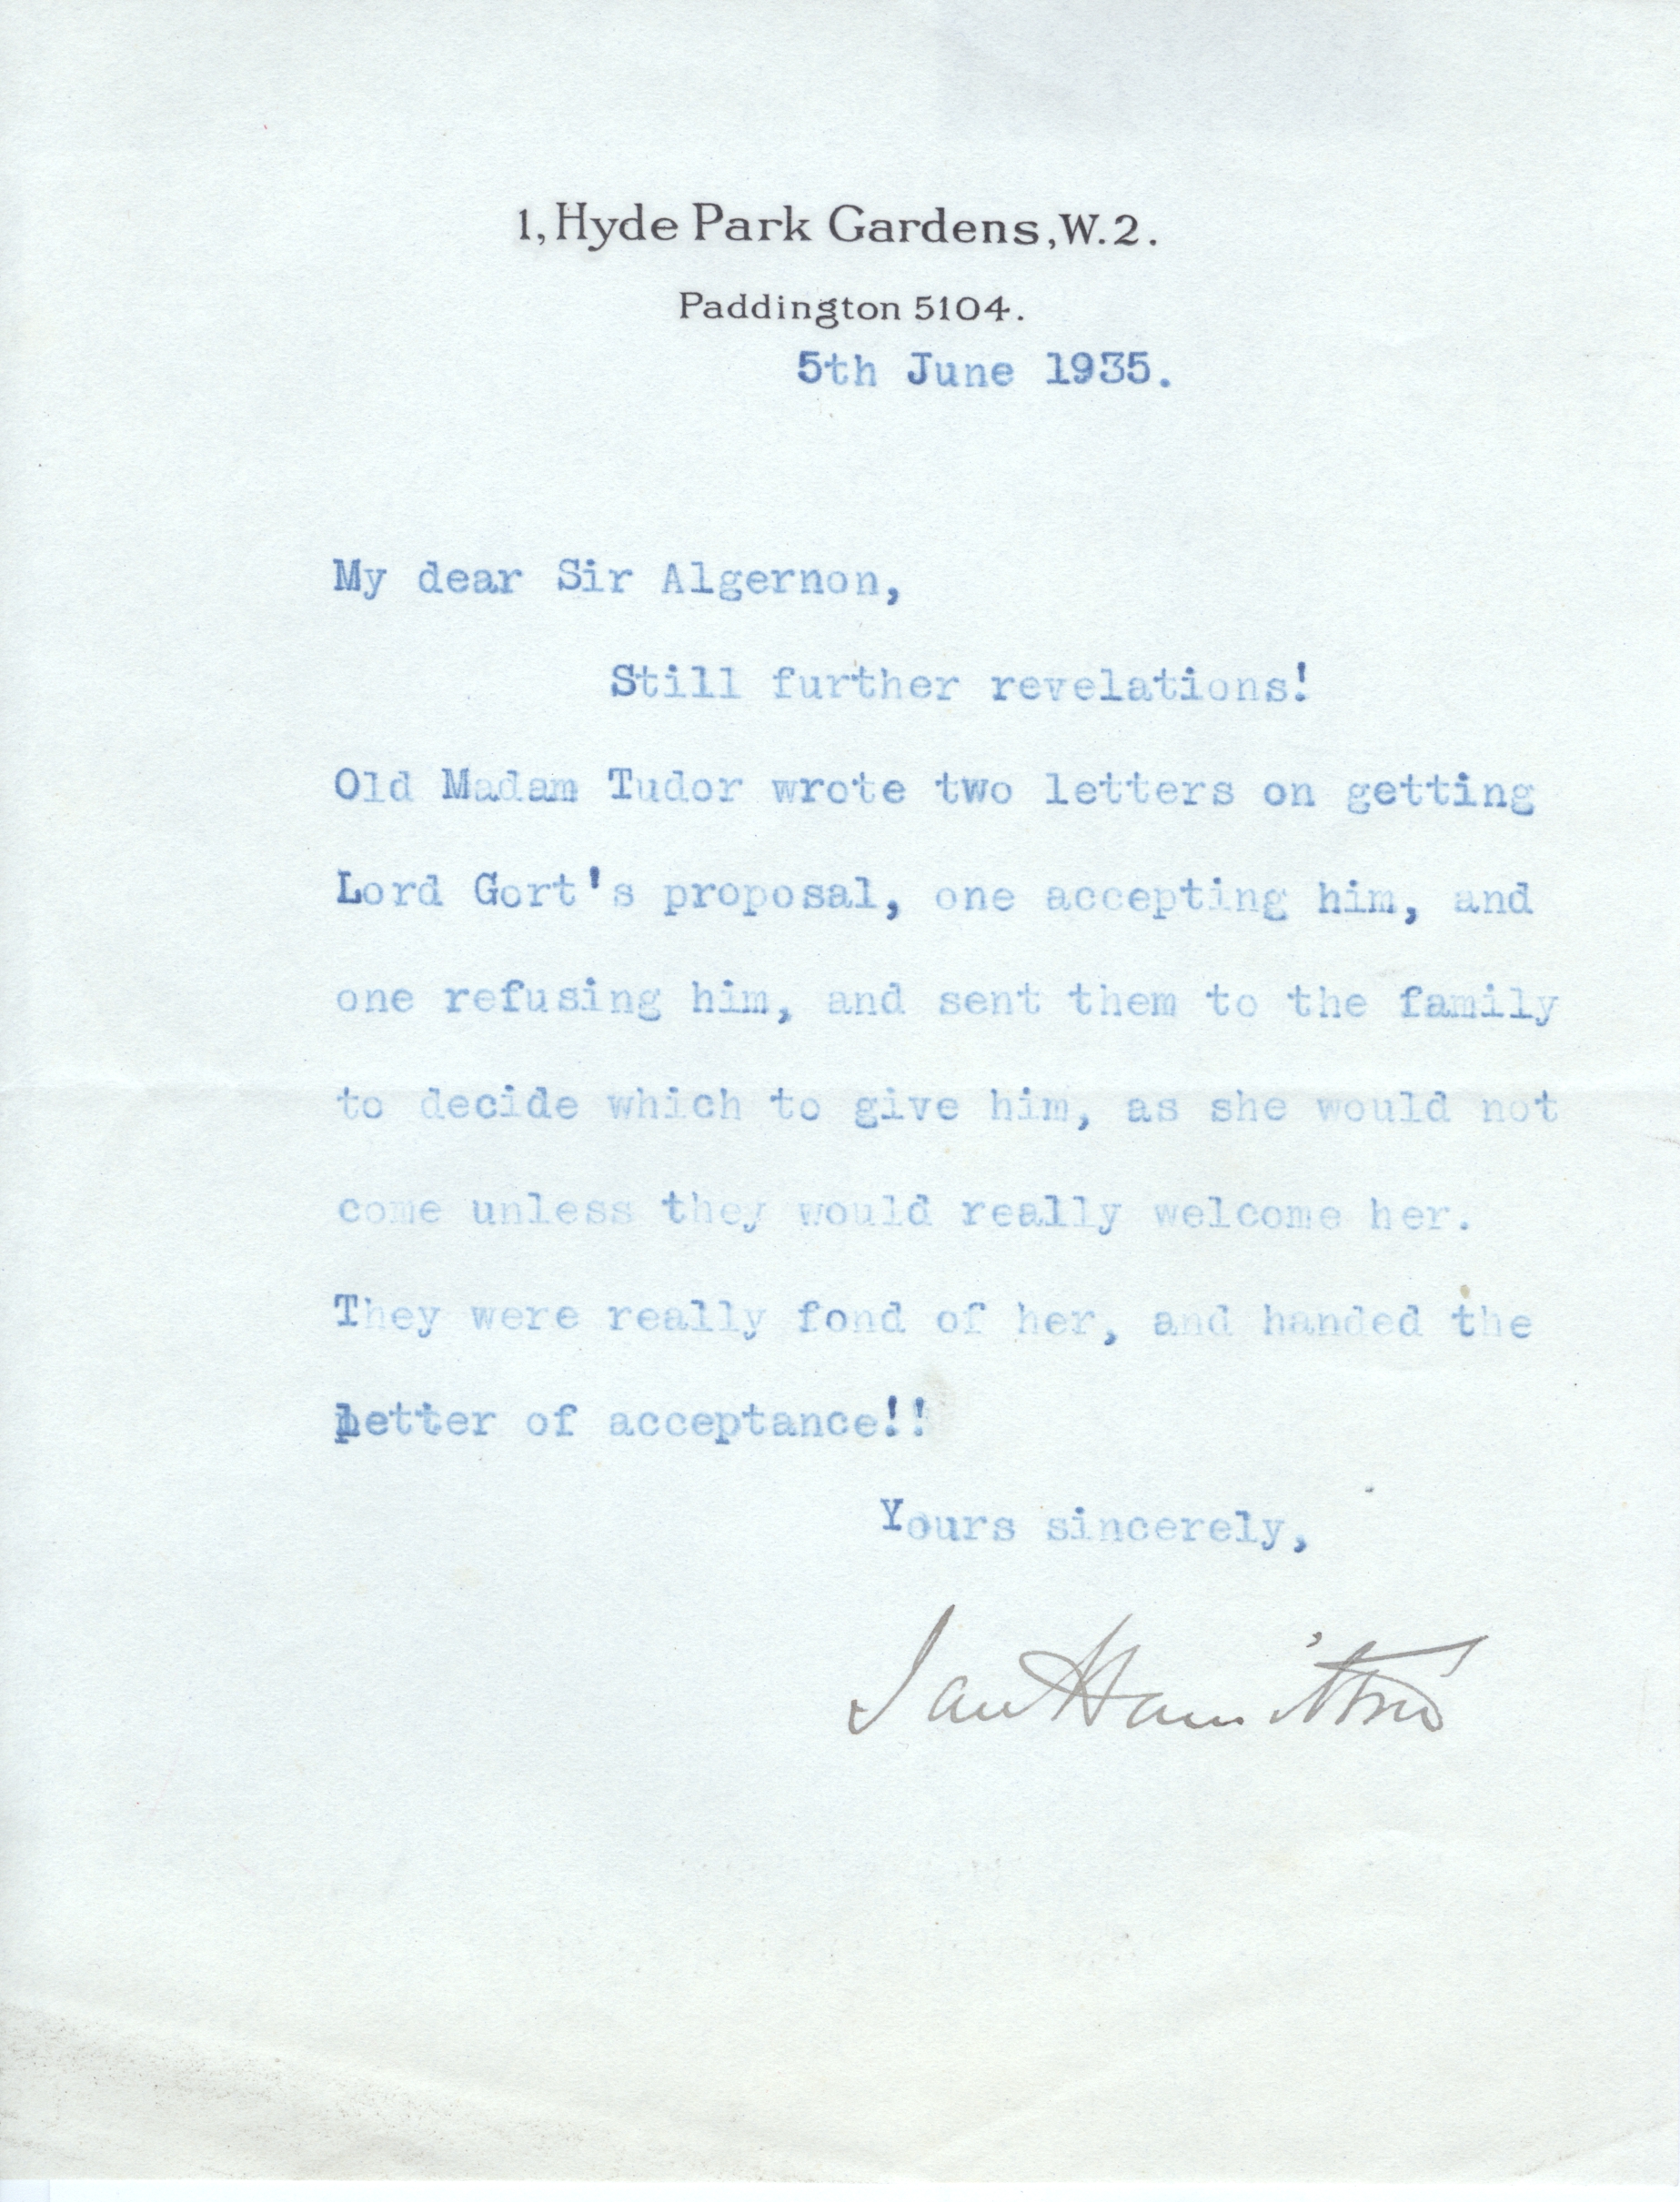 1, Hyde Park Gardens, W.2.
Paddington 5104.
5th June 1935.
My dear Sir Algernon,
Still further revelations!
Old Madam Tudor wrote two letters on getting
Lord Gort's proposal, one accepting him, and
one refusing him, and sent them to the family
to decide which to give him, as she would not
come unless they would really welcome her.
They were really fond of her, and handed the
letter of acceptance!!
Yours sincerely,
Ian Hamilton